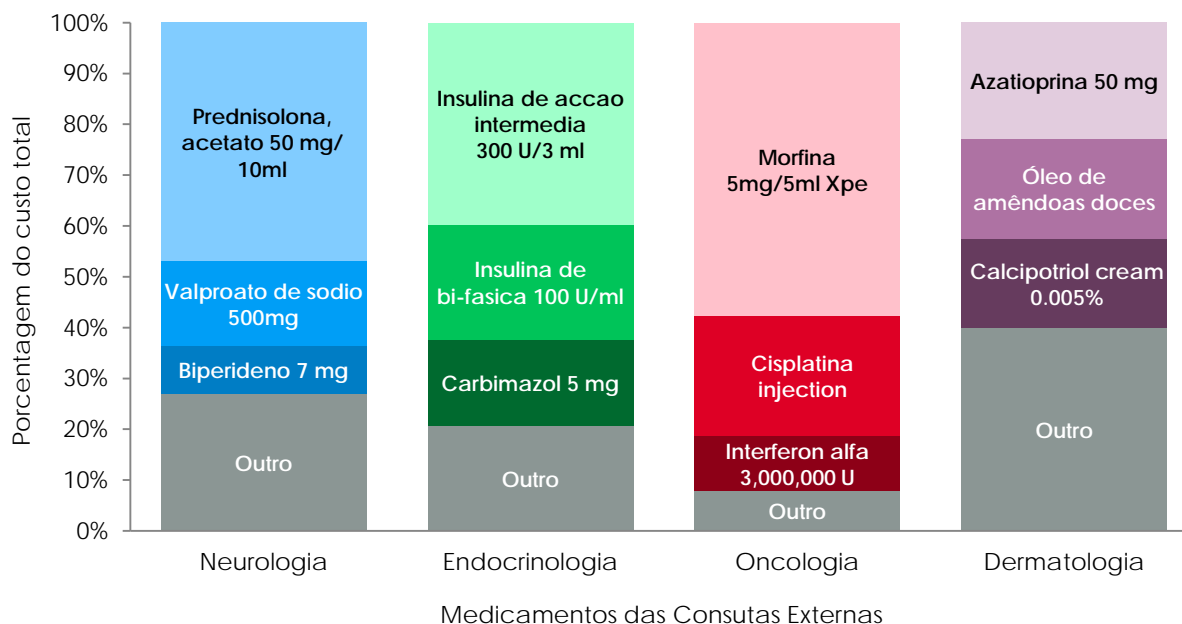 100%
90%
80%
70%
60%
50%
40%
30%
20%
10%
0%
Porcentagem do custo total
Prednisolona,
acetato 50 mg/
10ml
Valproato de sodio
500mg
Biperideno 7 mg
Outro
Insulina de accao
intermedia
300 U/3 ml
Insulina de
bi-fasica 100 U/ml
Carbimazol 5 mg
Outro
Morfina
5mg/5ml Xpe
Cisplatina
injection
Interferon alfa
3,000,000 U
Outro
Azatioprina 50 mg
Óleo de
amêndoas doces
Calcipotriol cream
0.005%
Outro
Neurologia
Endocrinologia
Oncologia
Dermatologia
Medicamentos das Consutas Externas